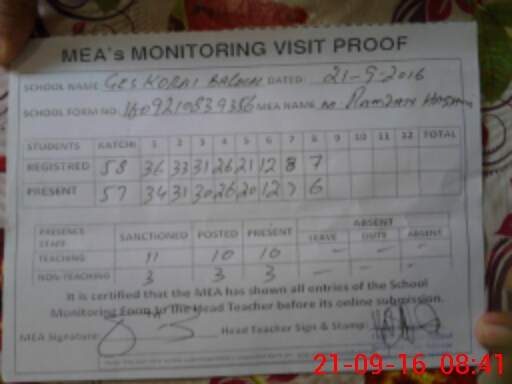 MEA's MONITORING VISIT PROOF
SCHOOL NAME: GES KORAI BALOCH DATED: 21-9-2016
SCHOOL FORM NO. MEA NAME M Ramzan
STUDENTS KATCHI 1 2 3 4 5 6 7 8 9 10 11 12 TOTAL
REGISTRED 58 36 33 31 26 21 12 8 7
PRESENT 57 34 31 30 26 20 12 7 6
PRESENCE STAFF SANCTIONED POSTED PRESENT ABSENT
LEAVE DUTY ABSENT
TEACHING 11 10 10 - - -
NON-TEACHING 3 3 3 - - -
It is certified that the MEA has shown all entries of the School
Monitoring Form to the Head Teacher before its online submission.
MEA Signature: Head Teacher Sign & Stamp:
21-09-16 08:41